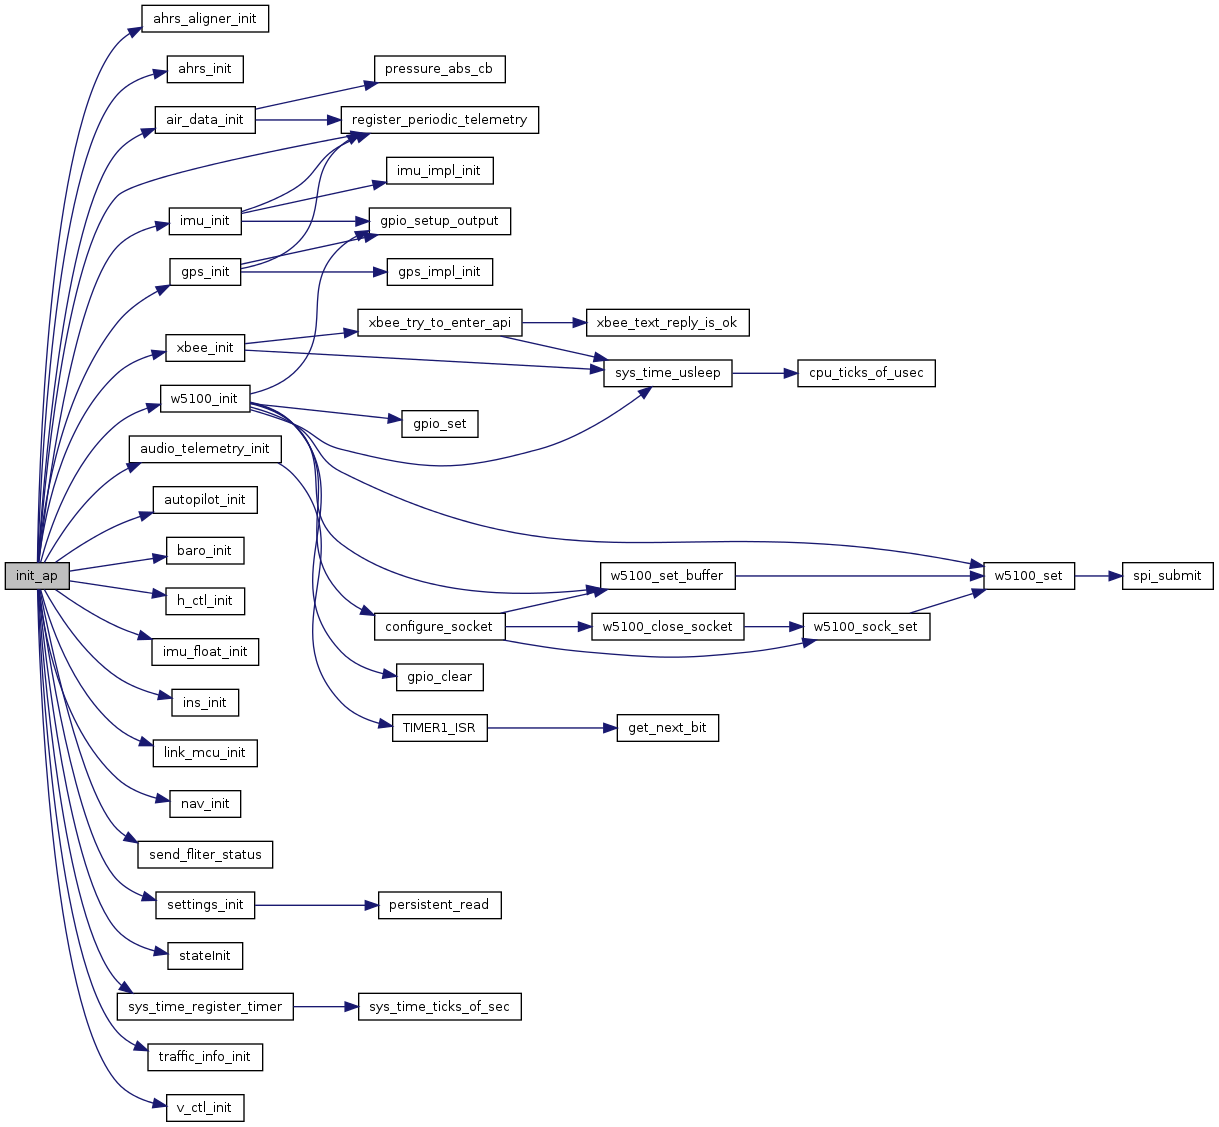 ahrs_aligner_init
ahrs_init
pressure_abs_cb
air_data_init
register_periodic_telemetry
imu_impl_init
imu_init
gpio_setup_output
gps_init
gps_impl_init
xbee_try_to_enter_api
xbee_text_reply_is_ok
xbee_init
sys_time_usleep
cpu_ticks_of_usec
w5100_init
gpio_set
audio_telemetry_init
autopilot_init
baro_init
init_ap
w5100_set_buffer
w5100_set
spi_submit
h_ctl_init
configure_socket
w5100_close_socket
w5100_sock_set
imu_float_init
gpio_clear
ins_init
TIMER1_ISR
get_next_bit
link_mcu_init
nav_init
send_fliter_status
settings_init
persistent_read
stateInit
sys_time_register_timer
sys_time_ticks_of_sec
traffic_info_init
v_ctl_init